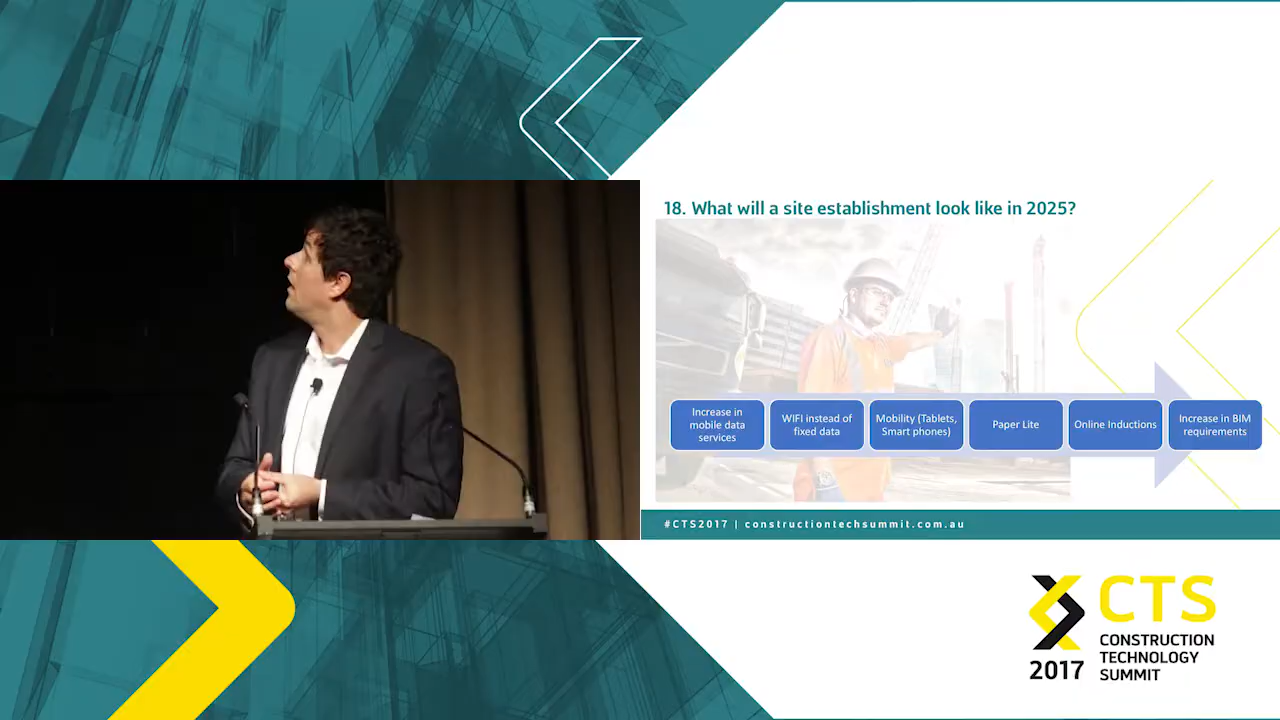 18. What will a site establishment look like in 2025?
Increase in
mobile data
services
WIFI instead of
fixed data
Mobility (Tablets,
Smart phones)
Paper Lite
Online Inductions
Increase in BIM
requirements
#CTS2017 | constructiontechsummit.com.au
CTS
2017
CONSTRUCTION
TECHNOLOGY
SUMMIT